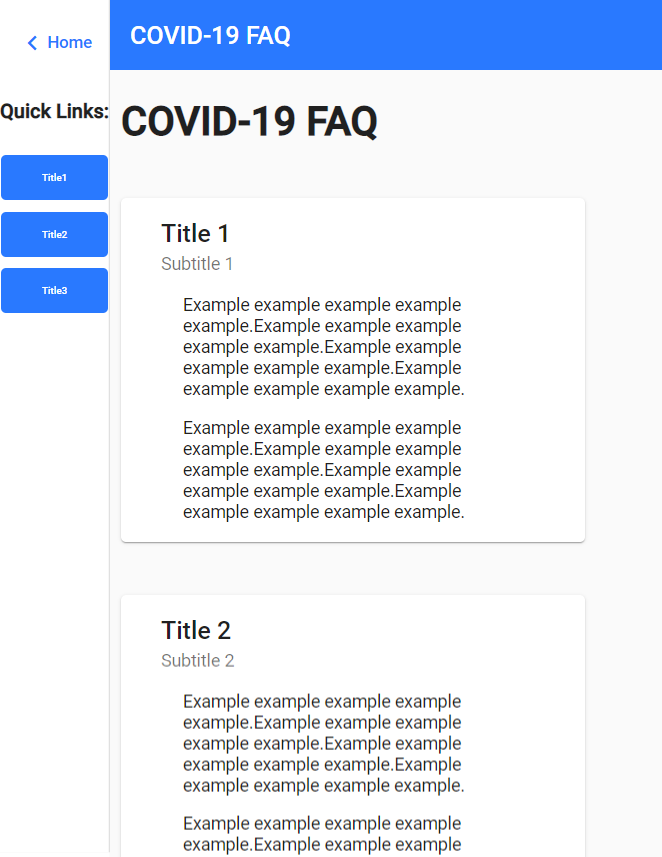 Home
Quick Links:
Title1
Title2
Title3
COVID-19 FAQ
COVID-19 FAQ
Title 1
Subtitle 1
Example example example example
example.Example example example
example example.Example example
example example example.Example
example example example example.
Example example example example
example.Example example example
example example.Example example
example example example.Example
example example example example.
Title 2
Subtitle 2
Example example example example
example.Example example example
example example.Example example
example example example.Example
example example example example.
Example example example example
example.Example example example